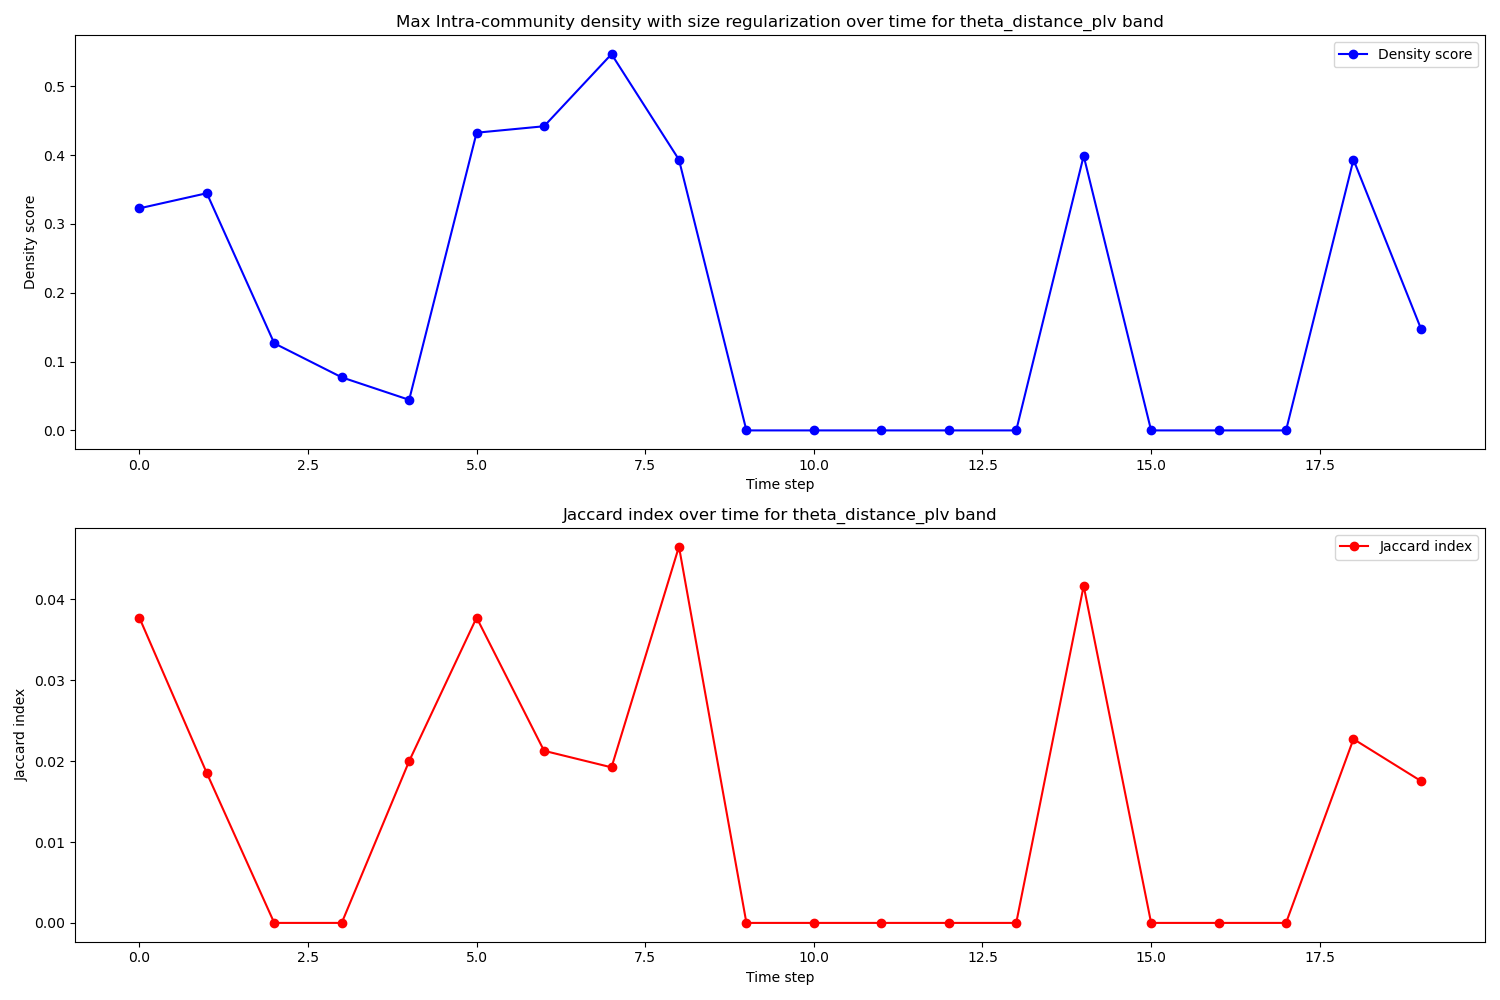 Max Intra-community density with size regularization over time for theta_distance_plv band
Density score
Density score
0.5
0.4
0.3
0.2
0.1
0.0
0.0 2.5 5.0 7.5 10.0 12.5 15.0 17.5
Time step
Jaccard index over time for theta_distance_plv band
Jaccard index
Jaccard index
0.04
0.03
0.02
0.01
0.00
0.0 2.5 5.0 7.5 10.0 12.5 15.0 17.5
Time step